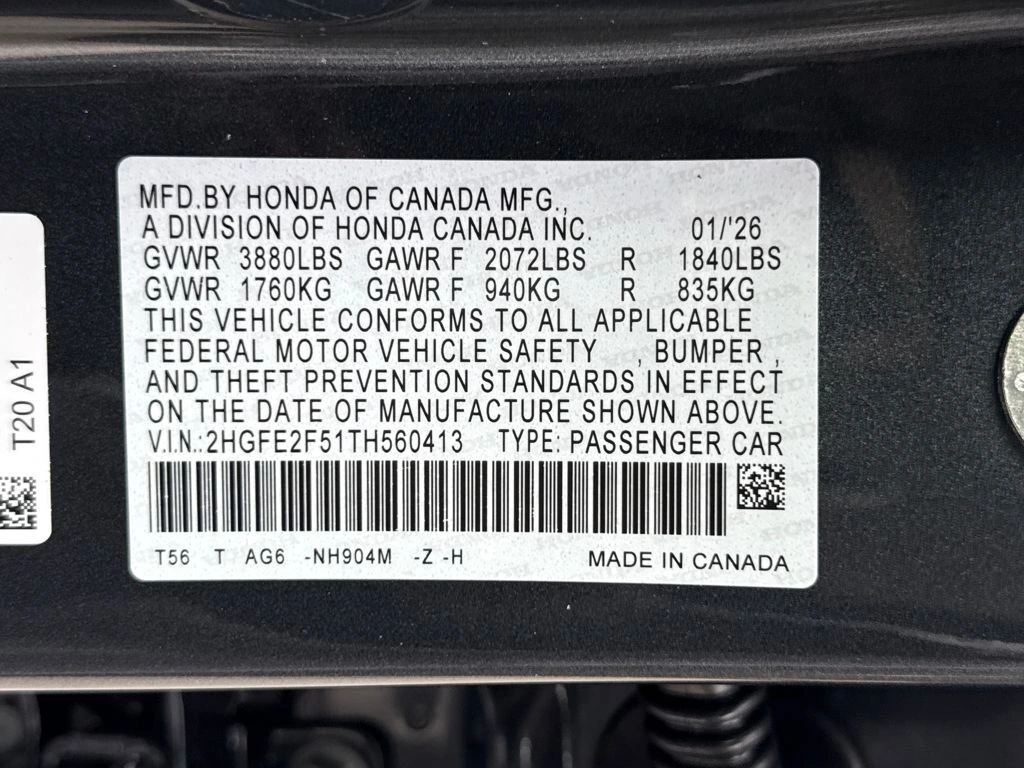 MFD.BY HONDA OF CANADA MFG.,
A DIVISION OF HONDA CANADA INC. 01/'26
GVWR 3880LBS GAWR F 2072LBS R 1840LBS
GVWR 1760KG GAWR F 940KG R 835KG
THIS VEHICLE CONFORMS TO ALL APPLICABLE
FEDERAL MOTOR VEHICLE SAFETY , BUMPER ,
AND THEFT PREVENTION STANDARDS IN EFFECT
ON THE DATE OF MANUFACTURE SHOWN ABOVE.
V.I.N.:2HGFE2F51TH560413 TYPE: PASSENGER CAR
T56 T AG6 -NH904M -Z -H MADE IN CANADA
T20 A1